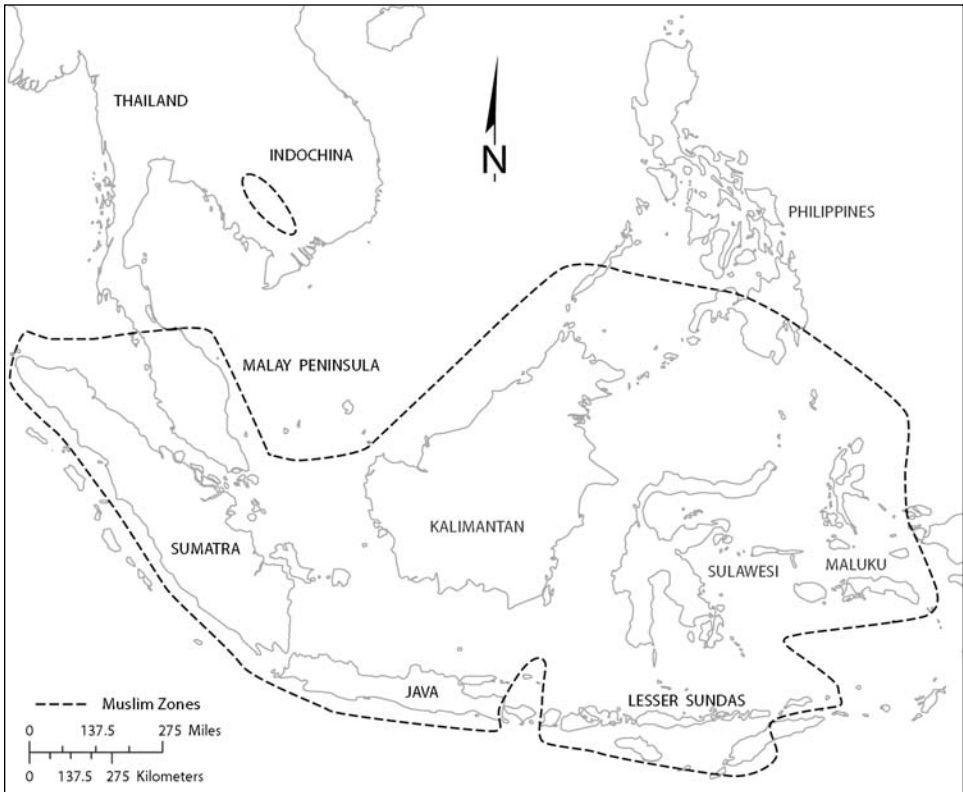 THAILAND
INDOCHINA
N
PHILIPPINES
MALAY PENINSULA
KALIMANTAN
SUMATRA
SULAWESI
MALUKU
JAVA
LESSER SUNDAS
Muslim Zones
0 137.5 275 Miles
0 137.5 275 Kilometers